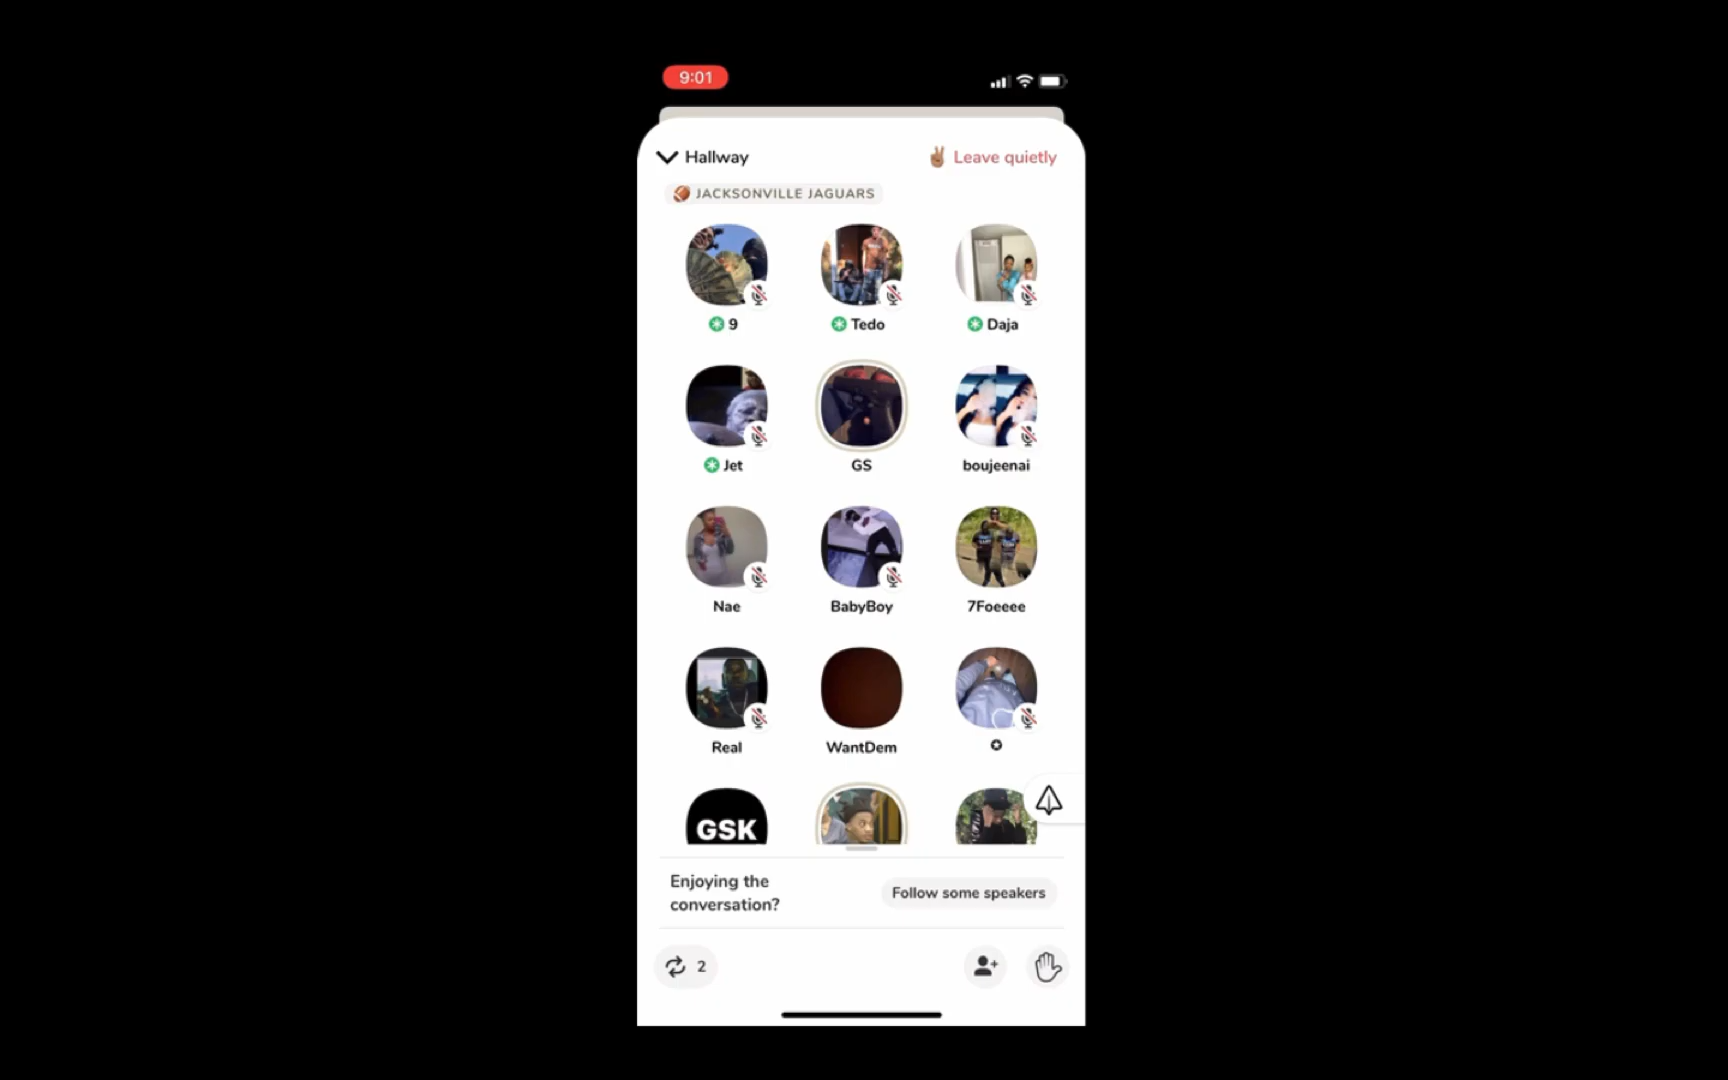 9:01
Hallway
✌🏽 Leave quietly
🏈 JACKSONVILLE JAGUARS
9
Tedo
Daja
Jet
GS
boujeenai
Nae
BabyBoy
7Foeeee
Real
WantDem
✪
GSK
Enjoying the
conversation?
Follow some speakers
2